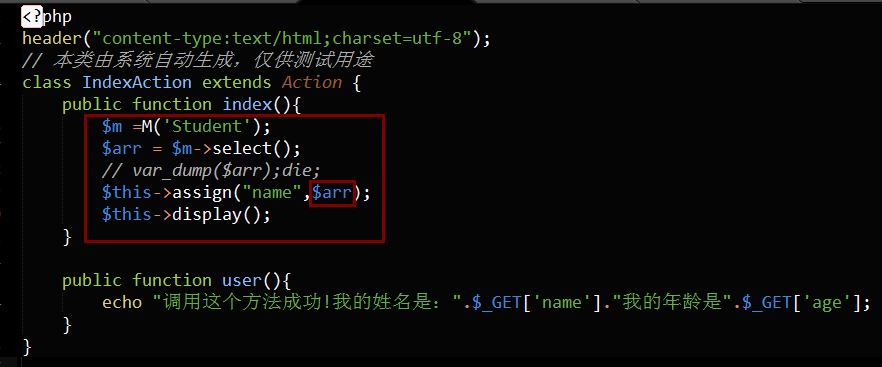 <?php
header("content-type:text/html;charset=utf-8");
// 本类由系统自动生成，仅供测试用途
class IndexAction extends Action {
    public function index(){
        $m =M('Student');
        $arr = $m->select();
        // var_dump($arr);die;
        $this->assign("name",$arr);
        $this->display();
    }
    public function user(){
        echo "调用这个方法成功!我的姓名是：".$_GET['name']."我的年龄是".$_GET['age'];
    }
}